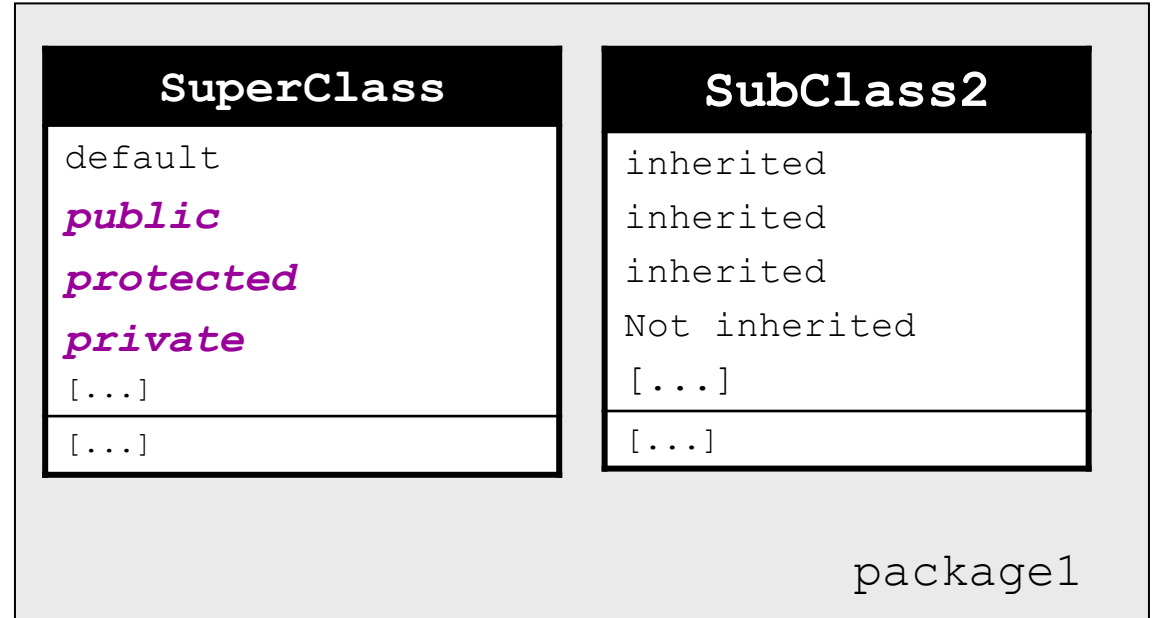 SuperClass
default
public
protected
private
[...]
[...]
SubClass2
inherited
inherited
inherited
Not inherited
[...]
[...]
package1